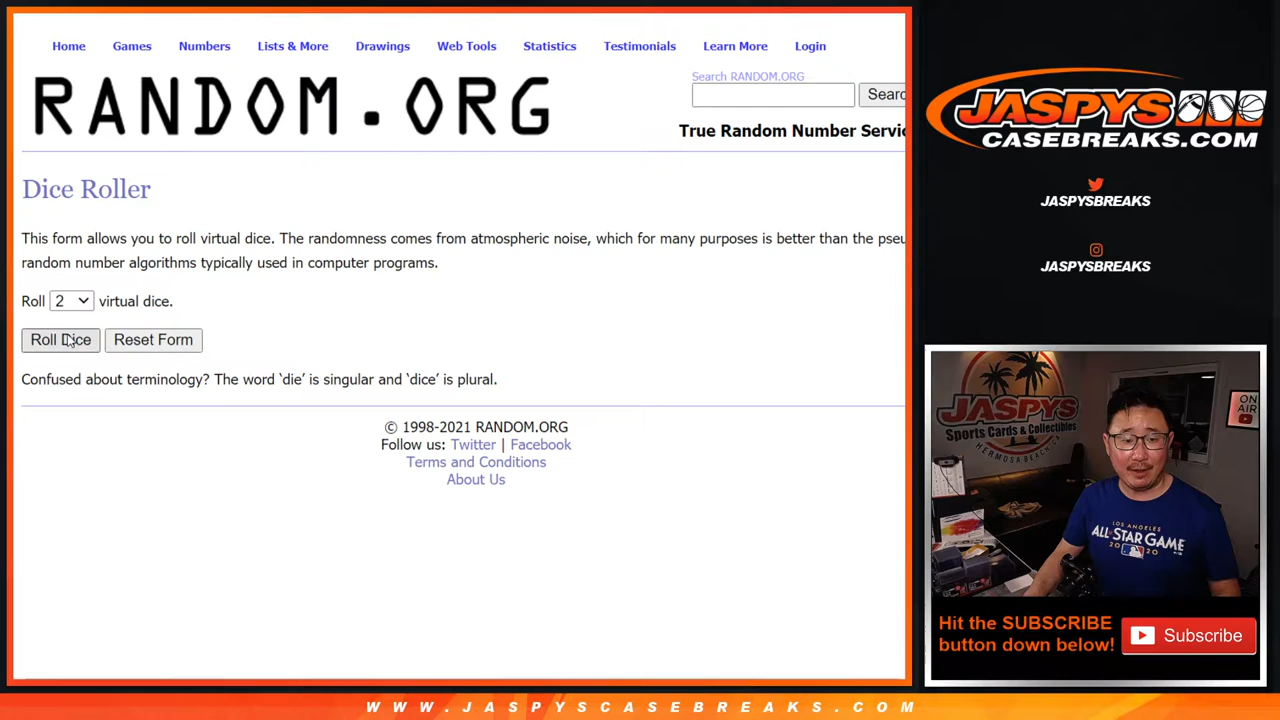 Home Games Numbers Lists & More Drawings Web Tools Statistics Testimonials Learn More Login
RANDOM.ORG
Search RANDOM.ORG
Searc
True Random Number Servic
Dice Roller
This form allows you to roll virtual dice. The randomness comes from atmospheric noise, which for many purposes is better than the pseu
random number algorithms typically used in computer programs.
Roll 2 virtual dice.
Roll Dice Reset Form
Confused about terminology? The word ‘die’ is singular and ‘dice’ is plural.
© 1998-2021 RANDOM.ORG
Follow us: Twitter | Facebook
Terms and Conditions
About Us
JASPYS
CASEBREAKS.COM
JASPYSBREAKS
JASPYSBREAKS
JASPYS
Sports Cards & Collectibles
HERMOSA BEACH, CA
ON
AIR
LOS ANGELES
ALL STAR GAME
2020
Hit the SUBSCRIBE
button down below!
Subscribe
WWW.JASPYSCASEBREAKS.COM